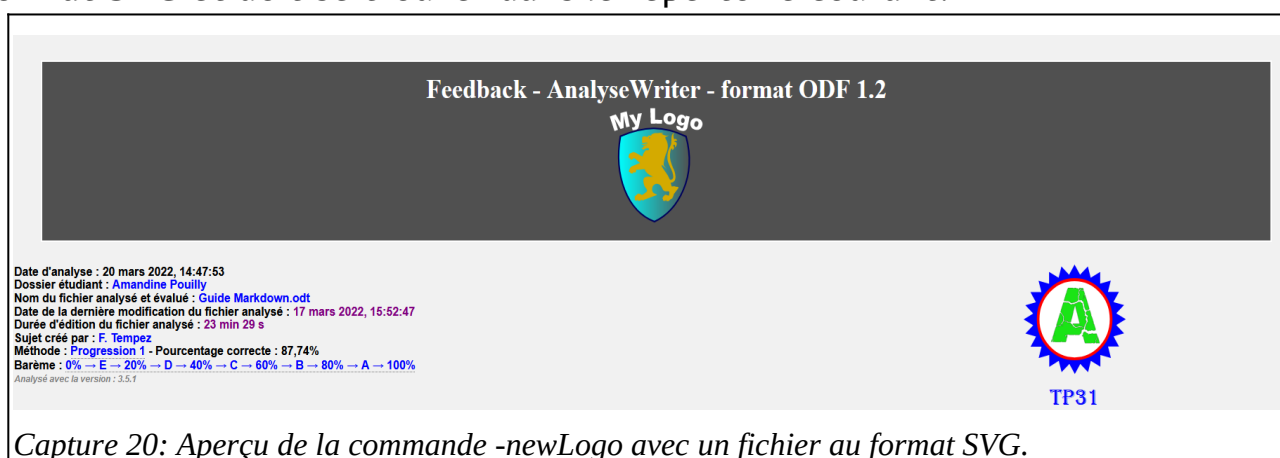 Feedback - AnalyseWriter - format ODF 1.2
My Logo
Date d'analyse : 20 mars 2022, 14:47:53
Dossier étudiant : Amandine Pouilly
Nom du fichier analysé et évalué : Guide Markdown.odt
Date de la dernière modification du fichier analysé : 17 mars 2022, 15:52:47
Durée d'édition du fichier analysé : 23 min 29 s
Sujet créé par : F. Tempez
Méthode : Progression 1 - Pourcentage correcte : 87,74%
Barème : 0% → E → 20% → D → 40% → C → 60% → B → 80% → A → 100%
Analysé avec la version : 3.5.1
A
TP31
Capture 20: Aperçu de la commande -newLogo avec un fichier au format SVG.